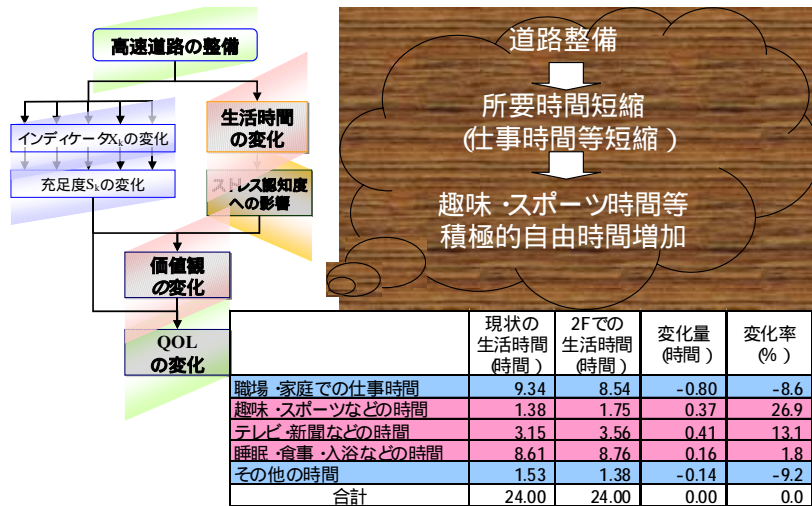 高速道路の整備
インディケータXkの変化
充足度Skの変化
生活時間
の変化
ストレス認知度
への影響
価値観
の変化
QOL
の変化
道路整備
所要時間短縮
(仕事時間等短縮)
趣味・スポーツ時間等
積極的自由時間増加
現状の 生活時間 (時間) 2Fでの 生活時間 (時間) 変化量 (時間) 変化率 (%)
職場・家庭での仕事時間 9.34 8.54 -0.80 -8.6
趣味・スポーツなどの時間 1.38 1.75 0.37 26.9
テレビ・新聞などの時間 3.15 3.56 0.41 13.1
睡眠・食事・入浴などの時間 8.61 8.76 0.16 1.8
その他の時間 1.53 1.38 -0.14 -9.2
合計 24.00 24.00 0.00 0.0